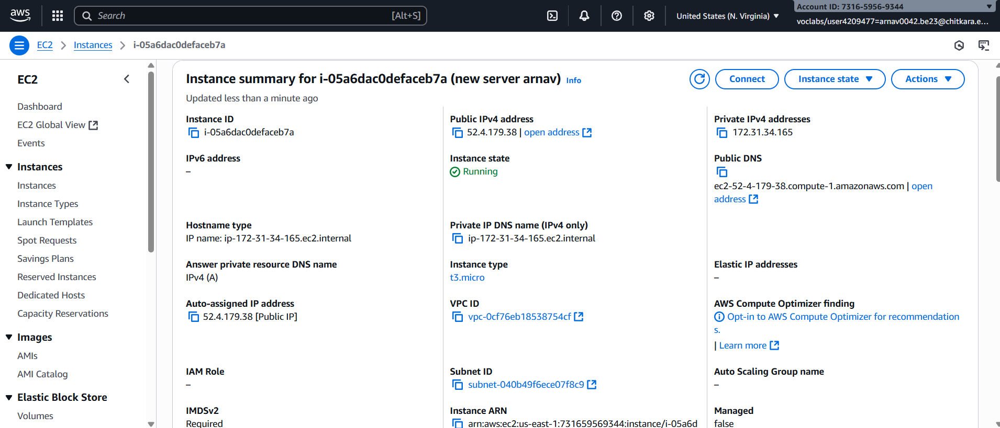 aws
Search [Alt+S]
United States (N. Virginia)
Account ID: 7316-5956-9344
voclabs/user4209477=arnav0042.be23@chitkara.e...
EC2 Instances i-05a6dac0defaceb7a
EC2
Dashboard
EC2 Global View
Events
Instances
Instances
Instance Types
Launch Templates
Spot Requests
Savings Plans
Reserved Instances
Dedicated Hosts
Capacity Reservations
Images
AMIs
AMI Catalog
Elastic Block Store
Volumes
Instance summary for i-05a6dac0defaceb7a (new server arnav) Info
Updated less than a minute ago
Connect
Instance state
Actions
Instance ID
i-05a6dac0defaceb7a
Public IPv4 address
52.4.179.38 | open address
Private IPv4 addresses
172.31.34.165
IPv6 address
–
Instance state
Running
Public DNS
ec2-52-4-179-38.compute-1.amazonaws.com | open
address
Hostname type
IP name: ip-172-31-34-165.ec2.internal
Private IP DNS name (IPv4 only)
ip-172-31-34-165.ec2.internal
Answer private resource DNS name
IPv4 (A)
Instance type
t3.micro
Elastic IP addresses
–
Auto-assigned IP address
52.4.179.38 [Public IP]
VPC ID
vpc-0cf76eb18538754cf
AWS Compute Optimizer finding
Opt-in to AWS Compute Optimizer for recommendation
s.
| Learn more
IAM Role
–
Subnet ID
subnet-040b49f6ece07f8c9
Auto Scaling Group name
–
IMDSv2
Required
Instance ARN
arn:aws:ec2:us-east-1:731659569344:instance/i-05a6d
Managed
false